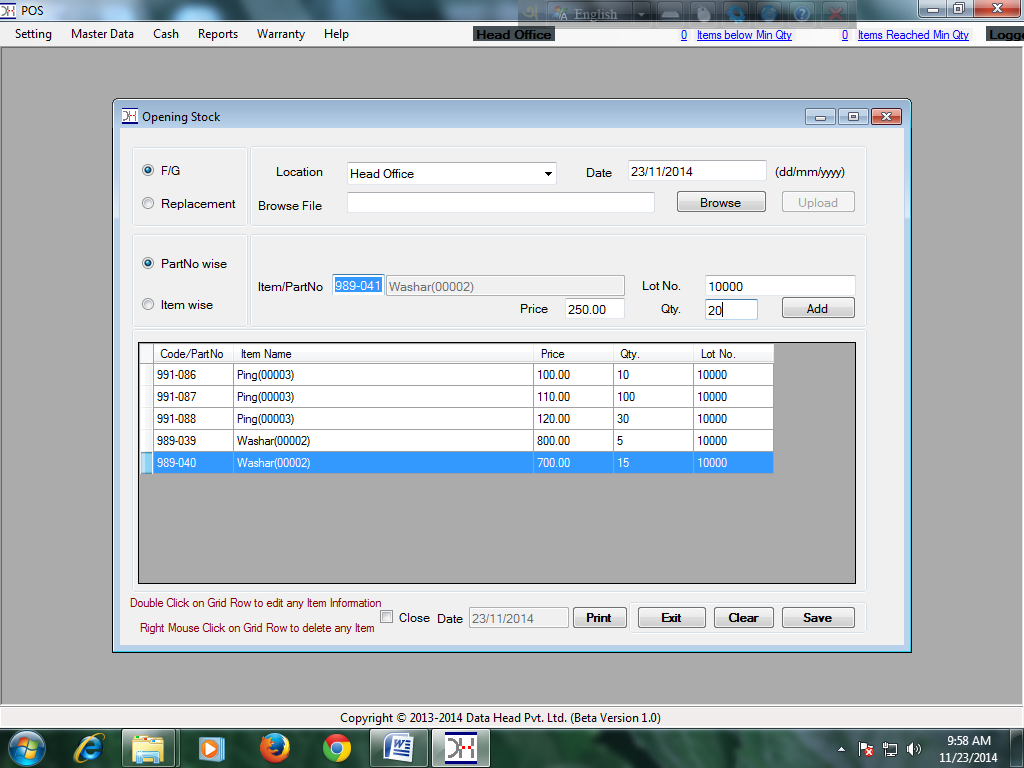 POS
English
Setting Master Data Cash Reports Warranty Help Head Office 0 Items below Min Qty 0 Items Reached Min Qty Logge
Opening Stock
F/G Location Head Office Date 23/11/2014 (dd/mm/yyyy)
Replacement Browse File Browse Upload
PartNo wise
Item/PartNo 989-041 Washar(00002) Lot No. 10000
Item wise Price 250.00 Qty. 20 Add
Code/PartNo Item Name Price Qty. Lot No.
991-086 Ping(00003) 100.00 10 10000
991-087 Ping(00003) 110.00 100 10000
991-088 Ping(00003) 120.00 30 10000
989-039 Washar(00002) 800.00 5 10000
989-040 Washar(00002) 700.00 15 10000
Double Click on Grid Row to edit any Item Information
Close Date 23/11/2014 Print Exit Clear Save
Right Mouse Click on Grid Row to delete any Item
Copyright © 2013-2014 Data Head Pvt. Ltd. (Beta Version 1.0)
9:58 AM
11/23/2014